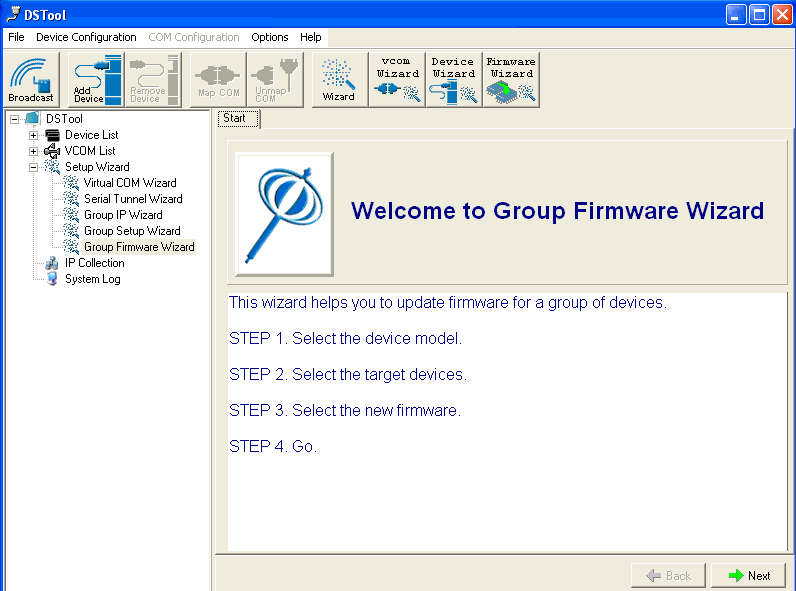 DSTool
File Device Configuration COM Configuration Options Help
Broadcast
Add Device
Remove Device
Map COM
Unmap COM
Wizard
vcom Wizard
Device Wizard
Firmware Wizard
DSTool
Device List
VCOM List
Setup Wizard
Virtual COM Wizard
Serial Tunnel Wizard
Group IP Wizard
Group Setup Wizard
Group Firmware Wizard
IP Collection
System Log
Start
Welcome to Group Firmware Wizard
This wizard helps you to update firmware for a group of devices.
STEP 1. Select the device model.
STEP 2. Select the target devices.
STEP 3. Select the new firmware.
STEP 4. Go.
Back
Next